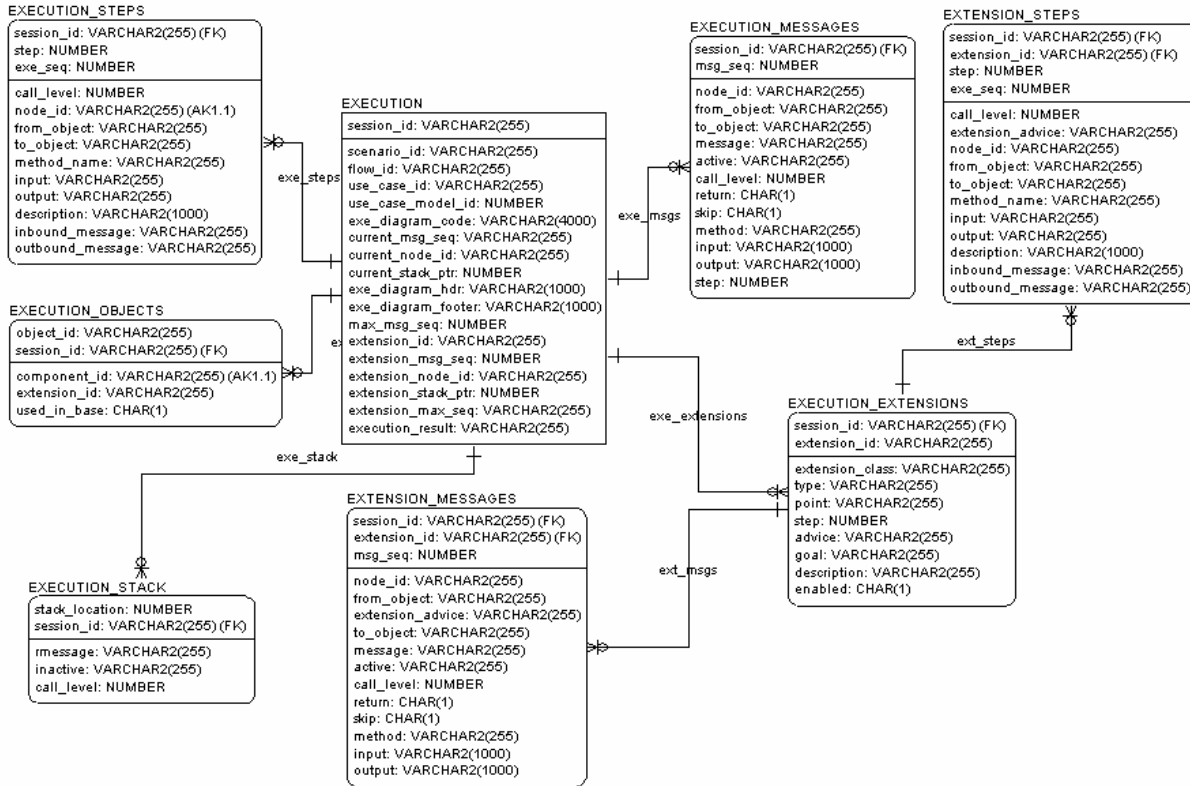 EXECUTION_STEPS
session_id: VARCHAR2(255) (FK)
step: NUMBER
exe_seq: NUMBER
call_level: NUMBER
node_id: VARCHAR2(255) (AK1.1)
from_object: VARCHAR2(255)
to_object: VARCHAR2(255)
method_name: VARCHAR2(255)
input: VARCHAR2(255)
output: VARCHAR2(255)
description: VARCHAR2(1000)
inbound_message: VARCHAR2(255)
outbound_message: VARCHAR2(255)
exe_steps
EXECUTION_OBJECTS
object_id: VARCHAR2(255)
session_id: VARCHAR2(255) (FK)
component_id: VARCHAR2(255) (AK1.1)
extension_id: VARCHAR2(255)
used_in_base: CHAR(1)
EXECUTION
session_id: VARCHAR2(255)
scenario_id: VARCHAR2(255)
flow_id: VARCHAR2(255)
use_case_id: VARCHAR2(255)
use_case_model_id: NUMBER
exe_diagram_code: VARCHAR2(4000)
current_msg_seq: VARCHAR2(255)
current_node_id: VARCHAR2(255)
current_stack_ptr: NUMBER
exe_diagram_hdr: VARCHAR2(1000)
exe_diagram_footer: VARCHAR2(1000)
max_msg_seq: NUMBER
extension_id: VARCHAR2(255)
extension_msg_seq: NUMBER
extension_node_id: VARCHAR2(255)
extension_stack_ptr: NUMBER
extension_max_seq: VARCHAR2(255)
execution_result: VARCHAR2(255)
exe_msgs
EXECUTION_MESSAGES
session_id: VARCHAR2(255) (FK)
msg_seq: NUMBER
node_id: VARCHAR2(255)
from_object: VARCHAR2(255)
to_object: VARCHAR2(255)
message: VARCHAR2(255)
active: VARCHAR2(255)
call_level: NUMBER
return: CHAR(1)
skip: CHAR(1)
method: VARCHAR2(255)
input: VARCHAR2(1000)
output: VARCHAR2(1000)
step: NUMBER
EXTENSION_STEPS
session_id: VARCHAR2(255) (FK)
extension_id: VARCHAR2(255) (FK)
step: NUMBER
exe_seq: NUMBER
call_level: NUMBER
extension_advice: VARCHAR2(255)
node_id: VARCHAR2(255)
from_object: VARCHAR2(255)
to_object: VARCHAR2(255)
method_name: VARCHAR2(255)
input: VARCHAR2(255)
output: VARCHAR2(255)
description: VARCHAR2(1000)
inbound_message: VARCHAR2(255)
outbound_message: VARCHAR2(255)
ext_steps
exe_extensions
EXECUTION_EXTENSIONS
session_id: VARCHAR2(255) (FK)
extension_id: VARCHAR2(255)
extension_class: VARCHAR2(255)
type: VARCHAR2(255)
point: VARCHAR2(255)
step: NUMBER
advice: VARCHAR2(255)
goal: VARCHAR2(255)
description: VARCHAR2(255)
enabled: CHAR(1)
exe_stack
EXECUTION_STACK
stack_location: NUMBER
session_id: VARCHAR2(255) (FK)
rmessage: VARCHAR2(255)
inactive: VARCHAR2(255)
call_level: NUMBER
EXTENSION_MESSAGES
session_id: VARCHAR2(255) (FK)
extension_id: VARCHAR2(255) (FK)
msg_seq: NUMBER
node_id: VARCHAR2(255)
from_object: VARCHAR2(255)
extension_advice: VARCHAR2(255)
to_object: VARCHAR2(255)
message: VARCHAR2(255)
active: VARCHAR2(255)
call_level: NUMBER
return: CHAR(1)
skip: CHAR(1)
method: VARCHAR2(255)
input: VARCHAR2(1000)
output: VARCHAR2(1000)
ext_msgs